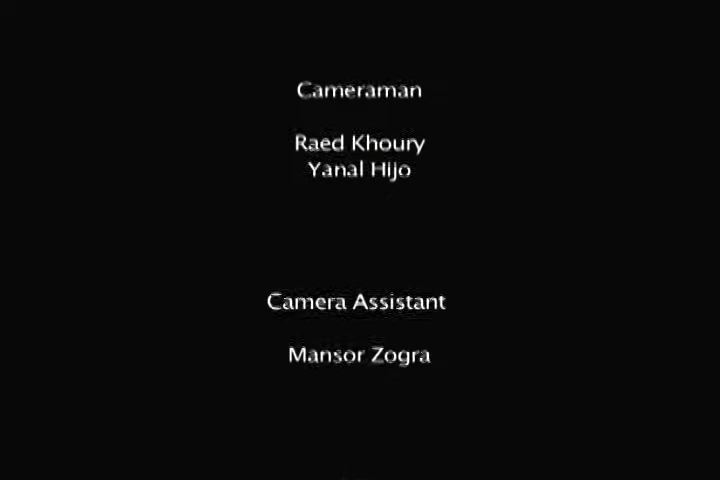 Cameraman
Raed Khoury
Yanal Hijo
Camera Assistant
Mansor Zogra